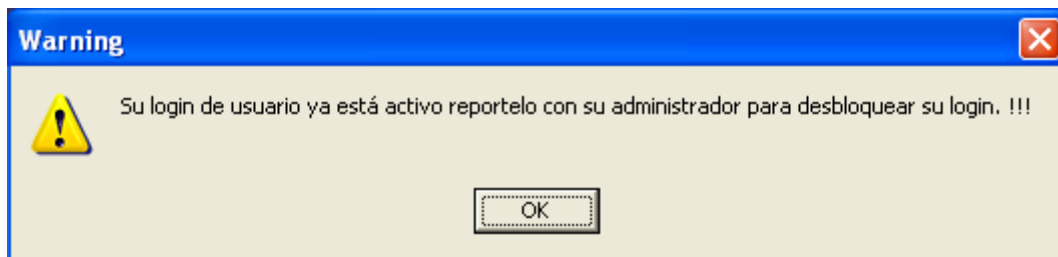 Warning
Su login de usuario ya está activo reportelo con su administrador para desbloquear su login. !!!
OK